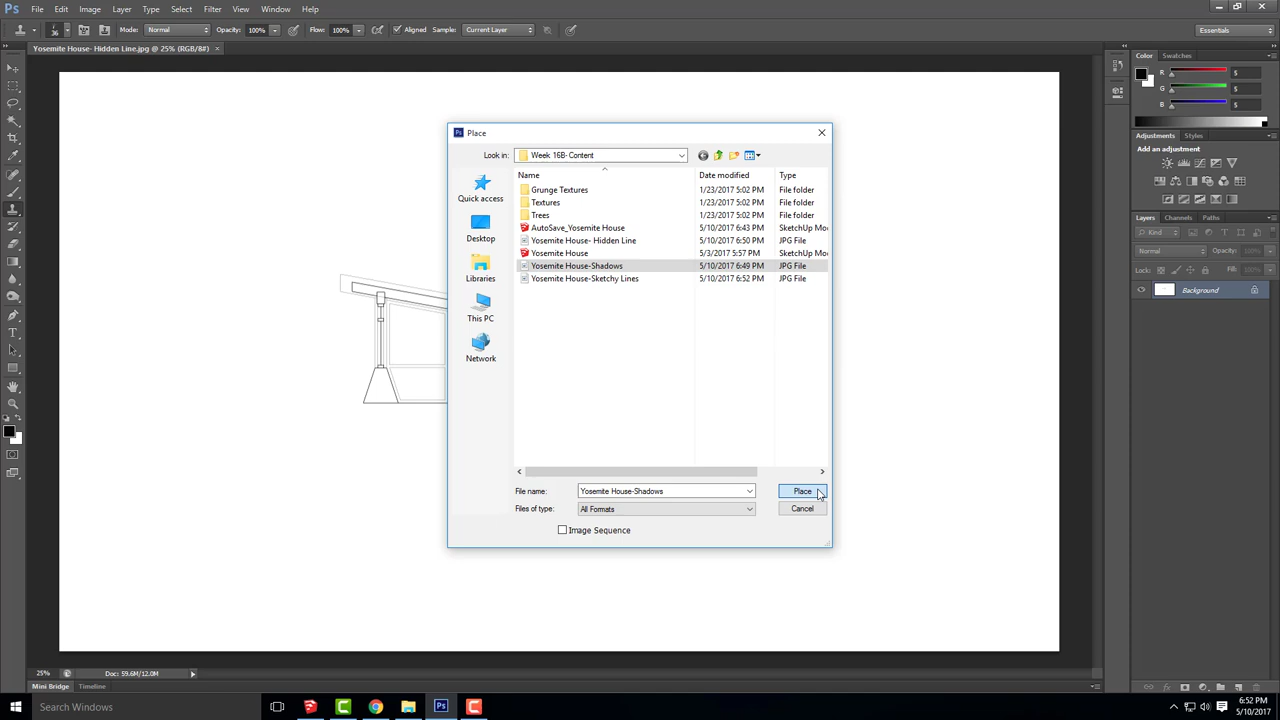 Ps File Edit Image Layer Type Select Filter View Window Help
36 Mode: Normal Opacity: 100% Flow: 100% Aligned Sample: Current Layer Essentials
Yosemite House- Hidden Line.jpg @ 25% (RGB/8#) ×
Color Swatches
R 5
G 5
B 5
Adjustments Styles
Add an adjustment
Layers Channels Paths
Kind
Normal Opacity: 100%
Lock: Fill: 100%
Background
Ps Place
Look in: Week 16B- Content
Name Date modified Type
Grunge Textures 1/23/2017 5:02 PM File folder
Textures 1/23/2017 5:02 PM File folder
Trees 1/23/2017 5:02 PM File folder
AutoSave_Yosemite House 5/10/2017 6:43 PM SketchUp Mo
Yosemite House- Hidden Line 5/10/2017 6:50 PM JPG File
Yosemite House 5/3/2017 5:57 PM SketchUp Mo
Yosemite House-Shadows 5/10/2017 6:49 PM JPG File
Yosemite House-Sketchy Lines 5/10/2017 6:52 PM JPG File
Quick access
Desktop
Libraries
This PC
Network
File name: Yosemite House-Shadows Place
Files of type: All Formats Cancel
Image Sequence
25% Doc: 59.6M/12.0M
Mini Bridge Timeline
Search Windows
Ps
6:52 PM
5/10/2017